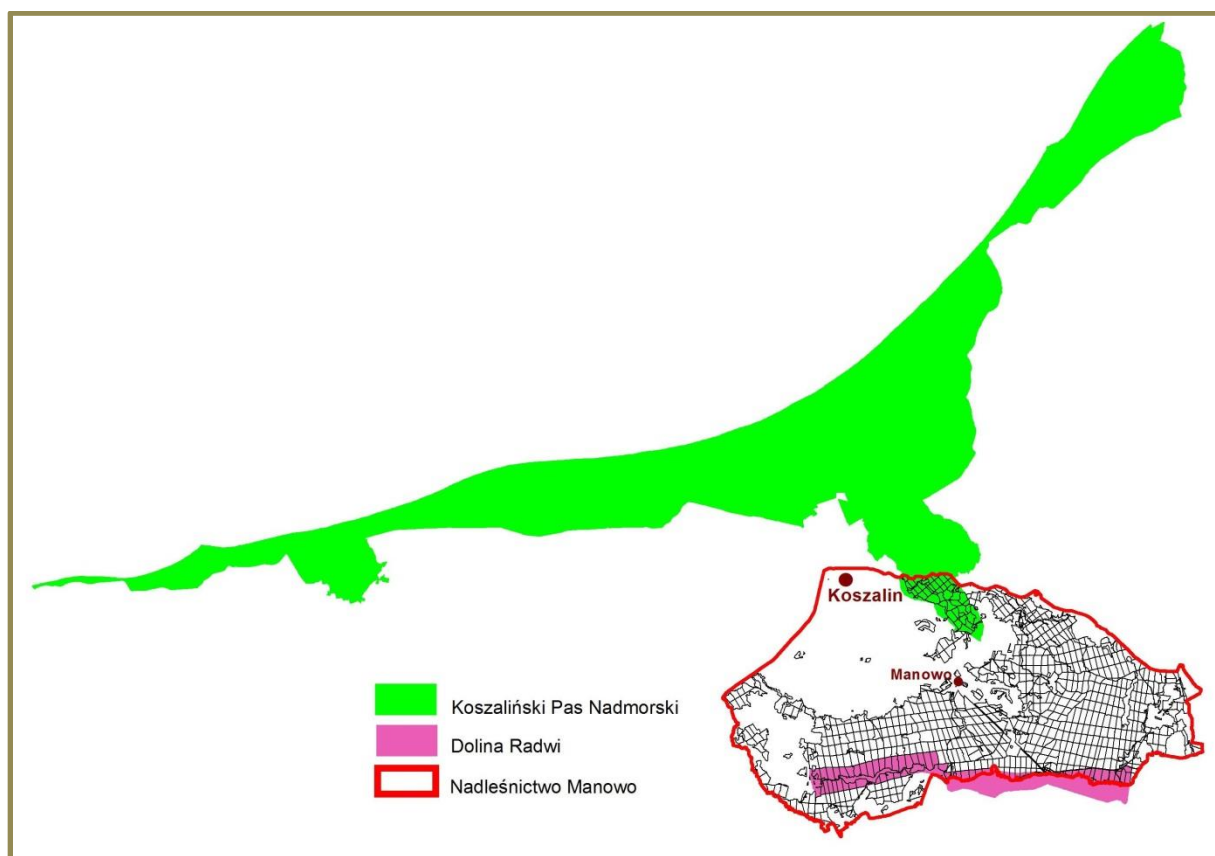 Koszalin
Manowo
Koszaliński Pas Nadmorski
Dolina Radwi
Nadleśnictwo Manowo